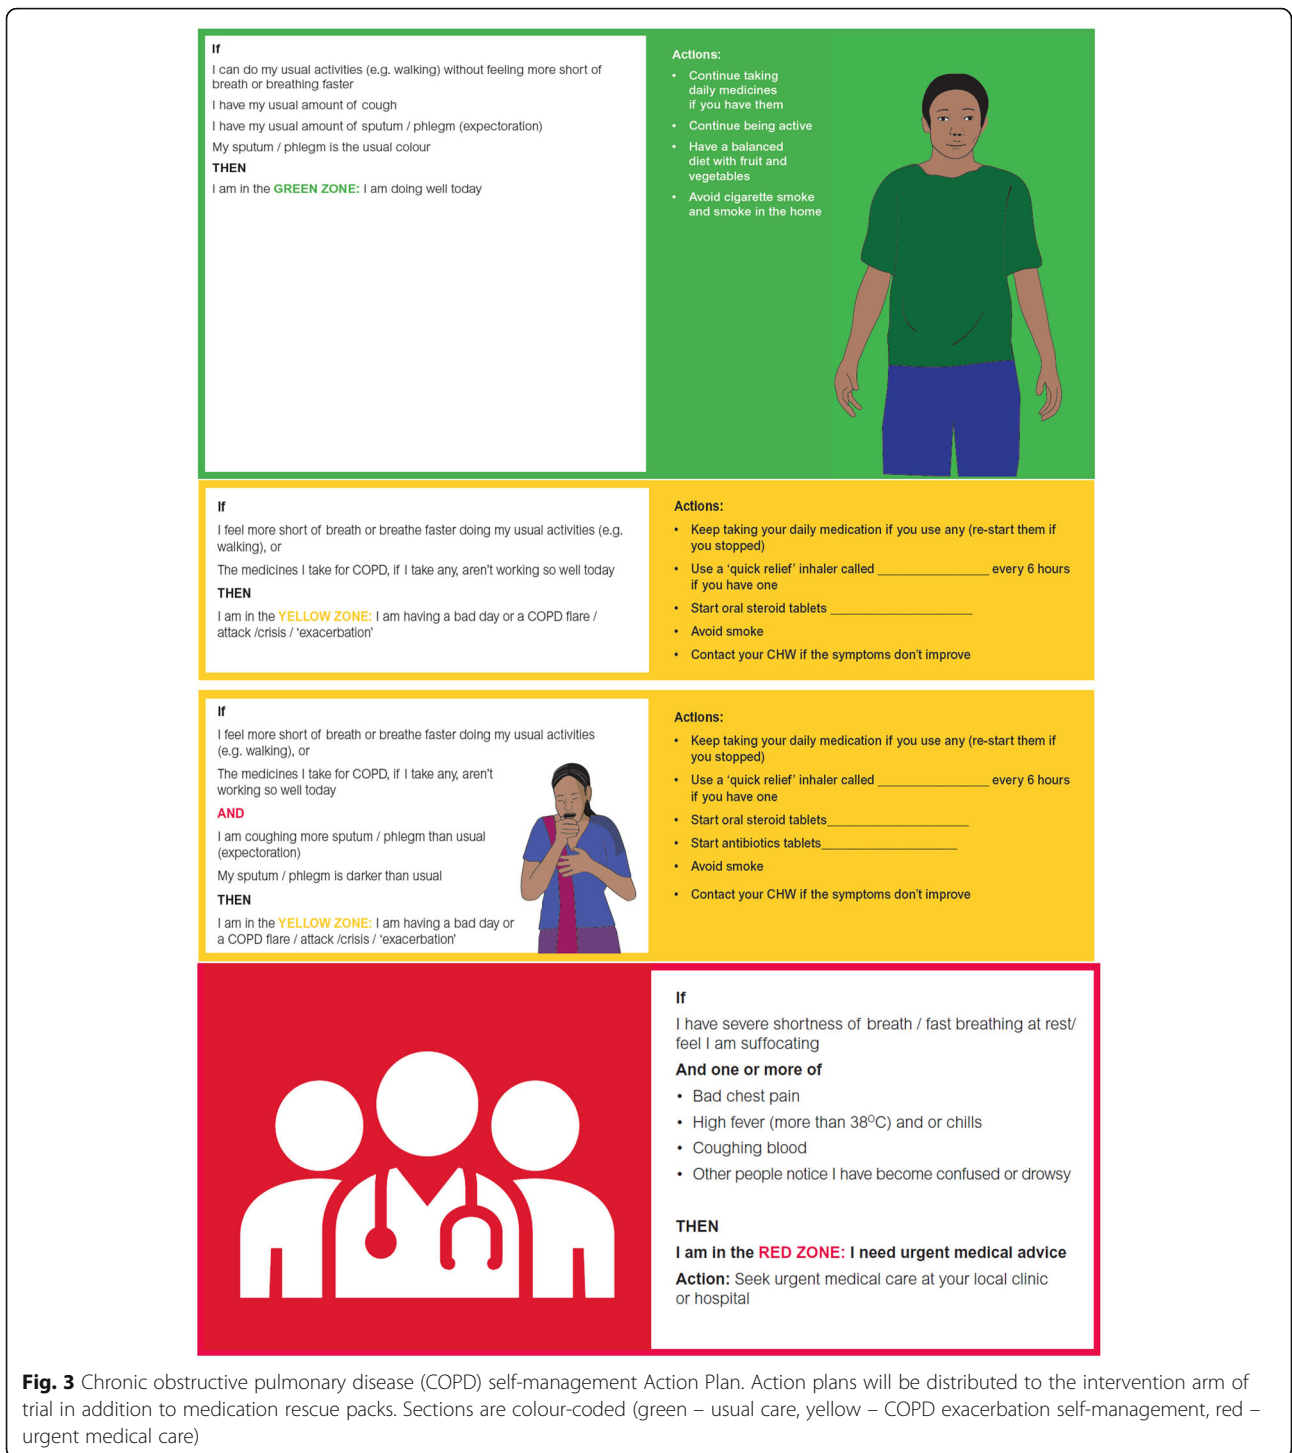 If
I can do my usual activities (e.g. walking) without feeling more short of
breath or breathing faster
I have my usual amount of cough
I have my usual amount of sputum / phlegm (expectoration)
My sputum / phlegm is the usual colour
THEN
I am in the GREEN ZONE: I am doing well today
Actions:
• Continue taking
daily medicines
if you have them
• Continue being active
• Have a balanced
diet with fruit and
vegetables
• Avoid cigarette smoke
and smoke in the home
If
I feel more short of breath or breathe faster doing my usual activities (e.g.
walking), or
The medicines I take for COPD, if I take any, aren't working so well today
THEN
I am in the YELLOW ZONE: I am having a bad day or a COPD flare /
attack /crisis / 'exacerbation'
Actions:
• Keep taking your daily medication if you use any (re-start them if
you stopped)
• Use a 'quick relief' inhaler called _________________ every 6 hours
if you have one
• Start oral steroid tablets ______________________
• Avoid smoke
• Contact your CHW if the symptoms don't improve
If
I feel more short of breath or breathe faster doing my usual activities
(e.g. walking), or
The medicines I take for COPD, if I take any, aren't
working so well today
AND
I am coughing more sputum / phlegm than usual
(expectoration)
My sputum / phlegm is darker than usual
THEN
I am in the YELLOW ZONE: I am having a bad day or
a COPD flare / attack /crisis / 'exacerbation'
Actions:
• Keep taking your daily medication if you use any (re-start them if
you stopped)
• Use a 'quick relief' inhaler called _________________ every 6 hours
if you have one
• Start oral steroid tablets______________________
• Start antibiotics tablets_____________________
• Avoid smoke
• Contact your CHW if the symptoms don't improve
If
I have severe shortness of breath / fast breathing at rest/
feel I am suffocating
And one or more of
• Bad chest pain
• High fever (more than 38⁰C) and or chills
• Coughing blood
• Other people notice I have become confused or drowsy
THEN
I am in the RED ZONE: I need urgent medical advice
Action: Seek urgent medical care at your local clinic
or hospital
Fig. 3 Chronic obstructive pulmonary disease (COPD) self-management Action Plan. Action plans will be distributed to the intervention arm of
trial in addition to medication rescue packs. Sections are colour-coded (green – usual care, yellow – COPD exacerbation self-management, red –
urgent medical care)